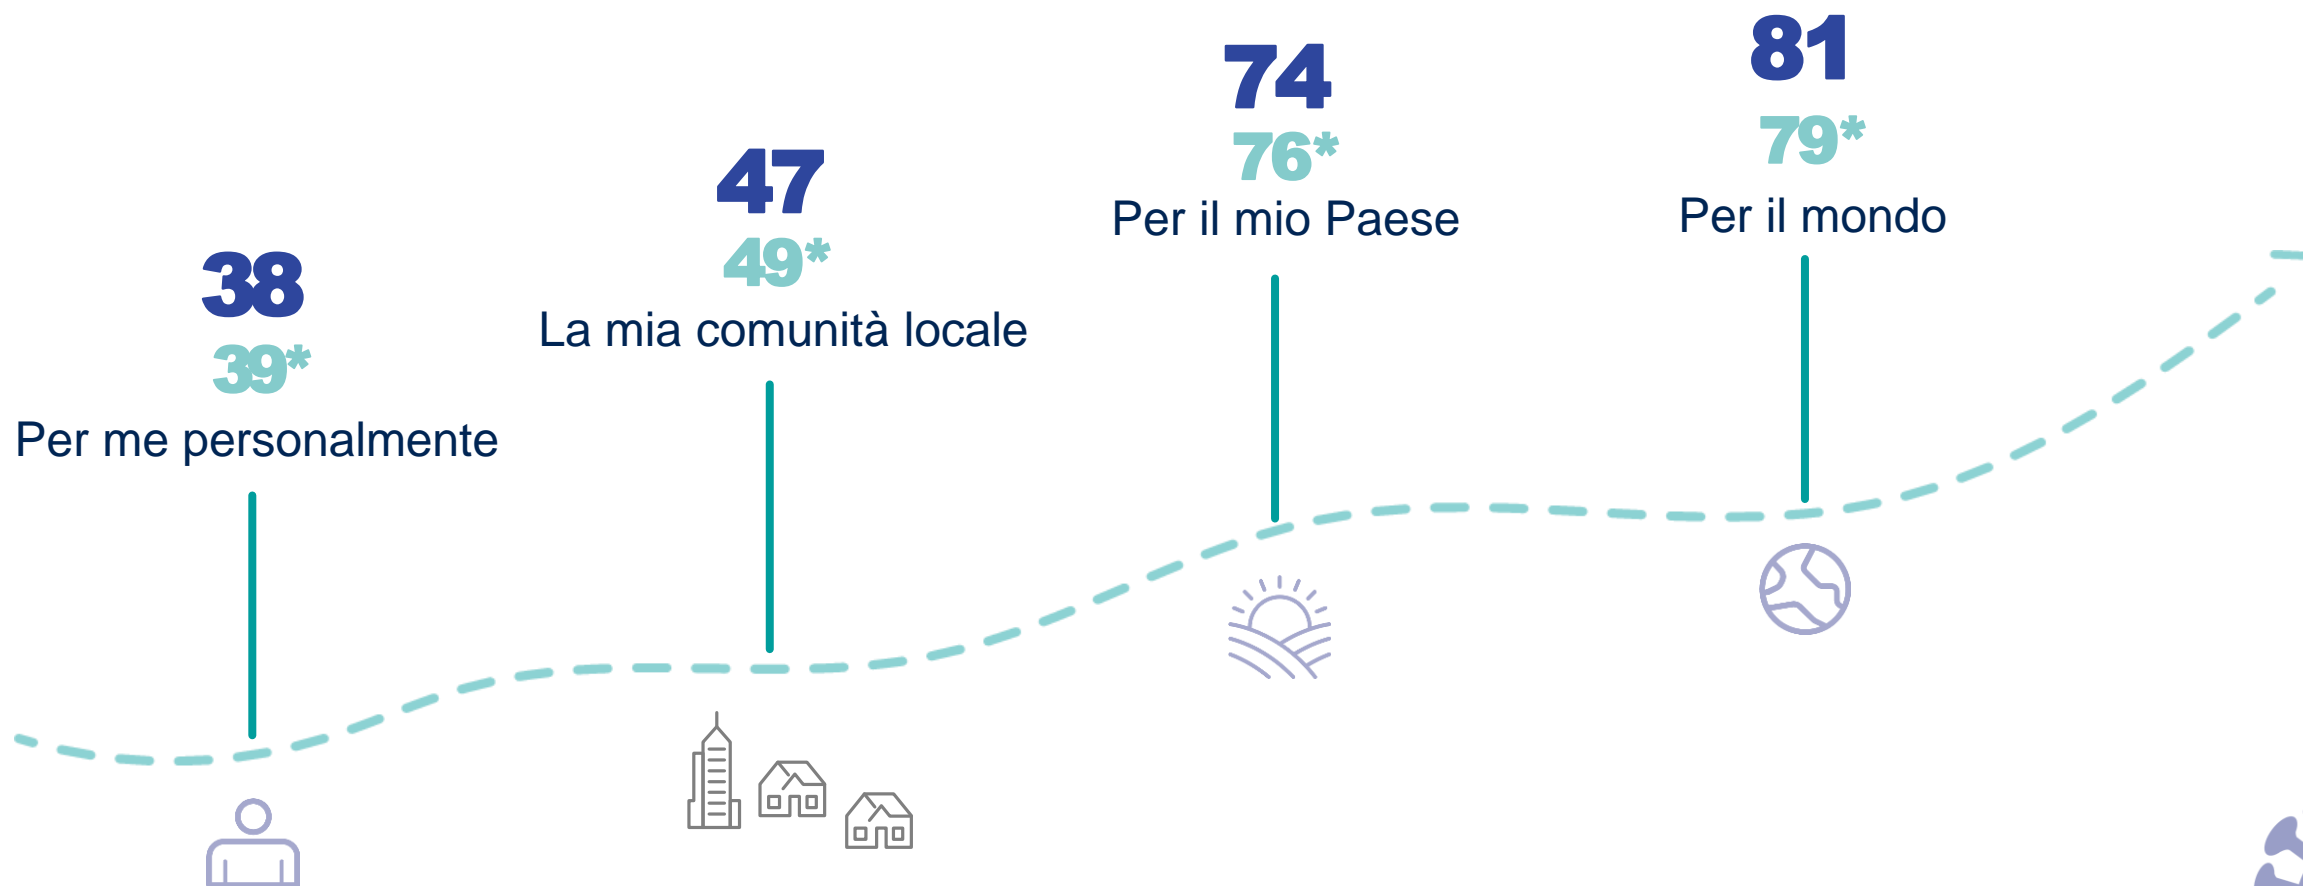 38
39*
Per me personalmente
47
49*
La mia comunità locale
74
76*
Per il mio Paese
81
79*
Per il mondo